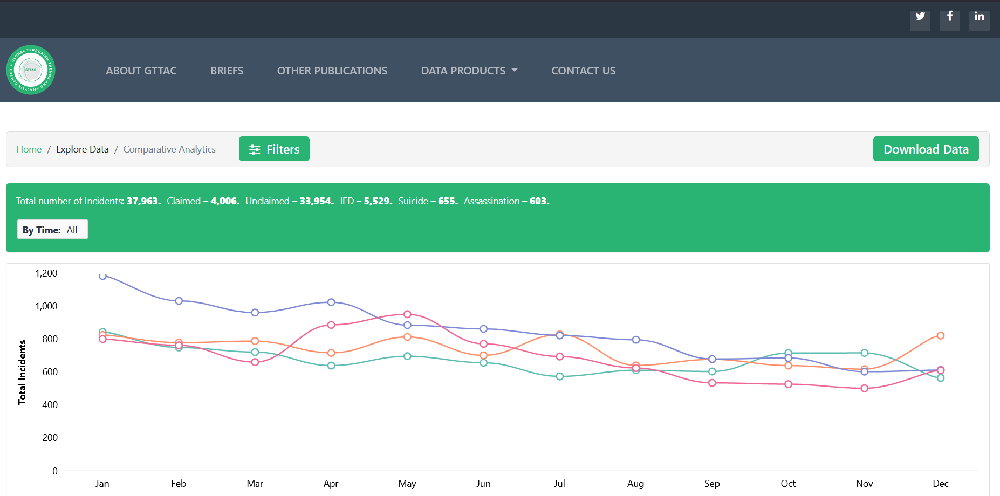 GLOBAL TERRORISM TRENDS AND ANALYSIS CENTER
GTTAC
ABOUT GTTAC
BRIEFS
OTHER PUBLICATIONS
DATA PRODUCTS
CONTACT US
Home / Explore Data / Comparative Analytics
Filters
Download Data
Total number of Incidents: 37,963. Claimed – 4,006. Unclaimed – 33,954. IED – 5,529. Suicide – 655. Assassination – 603.
By Time: All
1,200
1,000
800
600
400
200
0
Total Incidents
Jan Feb Mar Apr May Jun Jul Aug Sep Oct Nov Dec